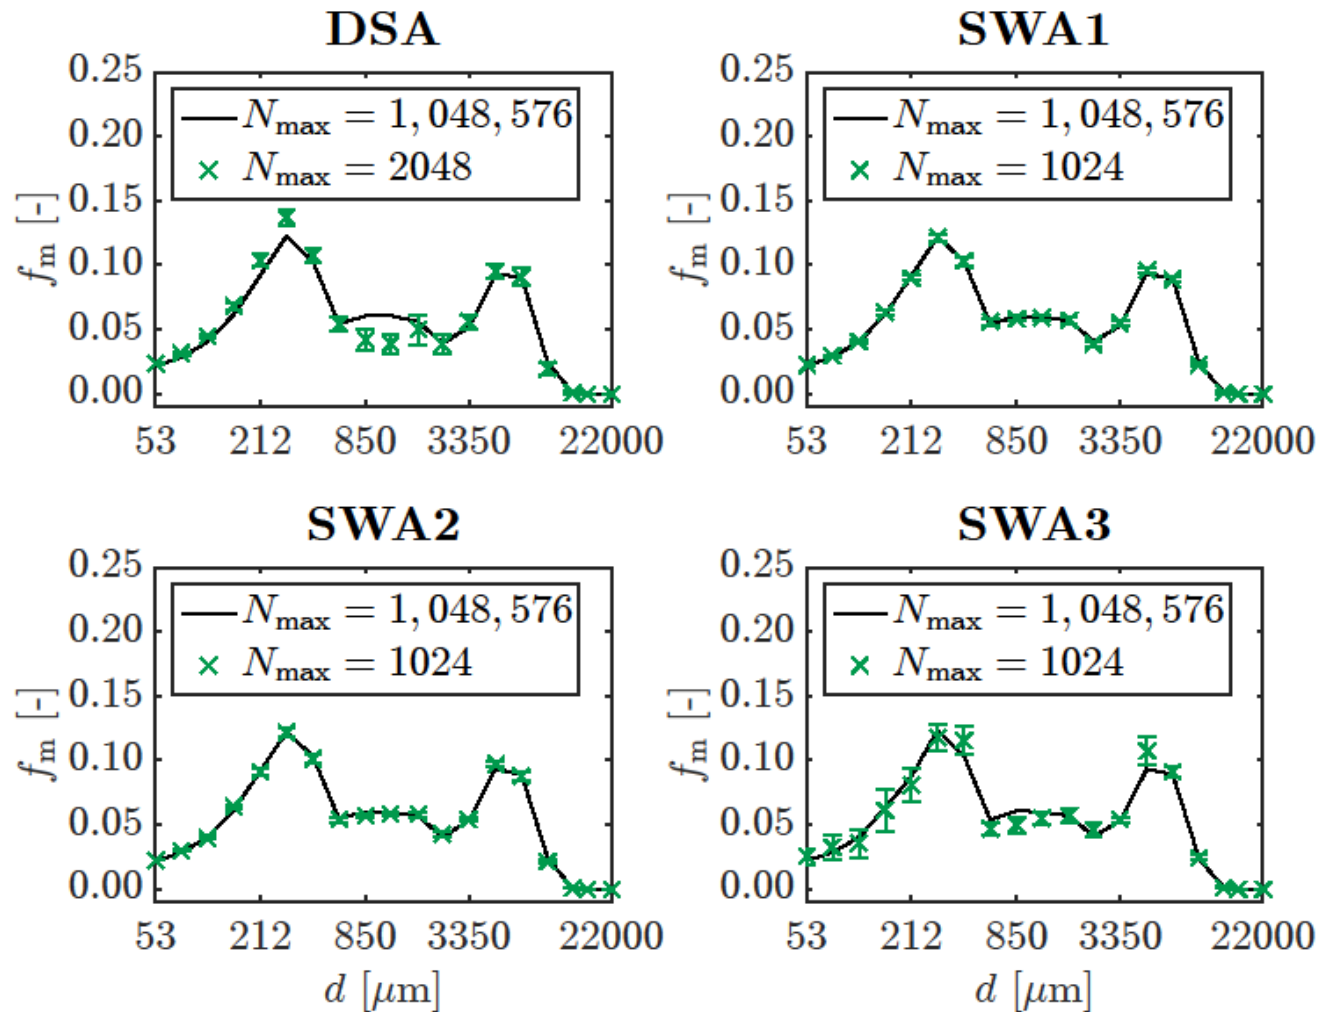 DSA
0.25
0.20
0.15
0.10
0.05
0.00
f_m [-]
N_max = 1,048,576
N_max = 2048
53 212 850 3350 22000
SWA1
0.25
0.20
0.15
0.10
0.05
0.00
f_m [-]
N_max = 1,048,576
N_max = 1024
53 212 850 3350 22000
SWA2
0.25
0.20
0.15
0.10
0.05
0.00
f_m [-]
N_max = 1,048,576
N_max = 1024
53 212 850 3350 22000
d [μm]
SWA3
0.25
0.20
0.15
0.10
0.05
0.00
f_m [-]
N_max = 1,048,576
N_max = 1024
53 212 850 3350 22000
d [μm]